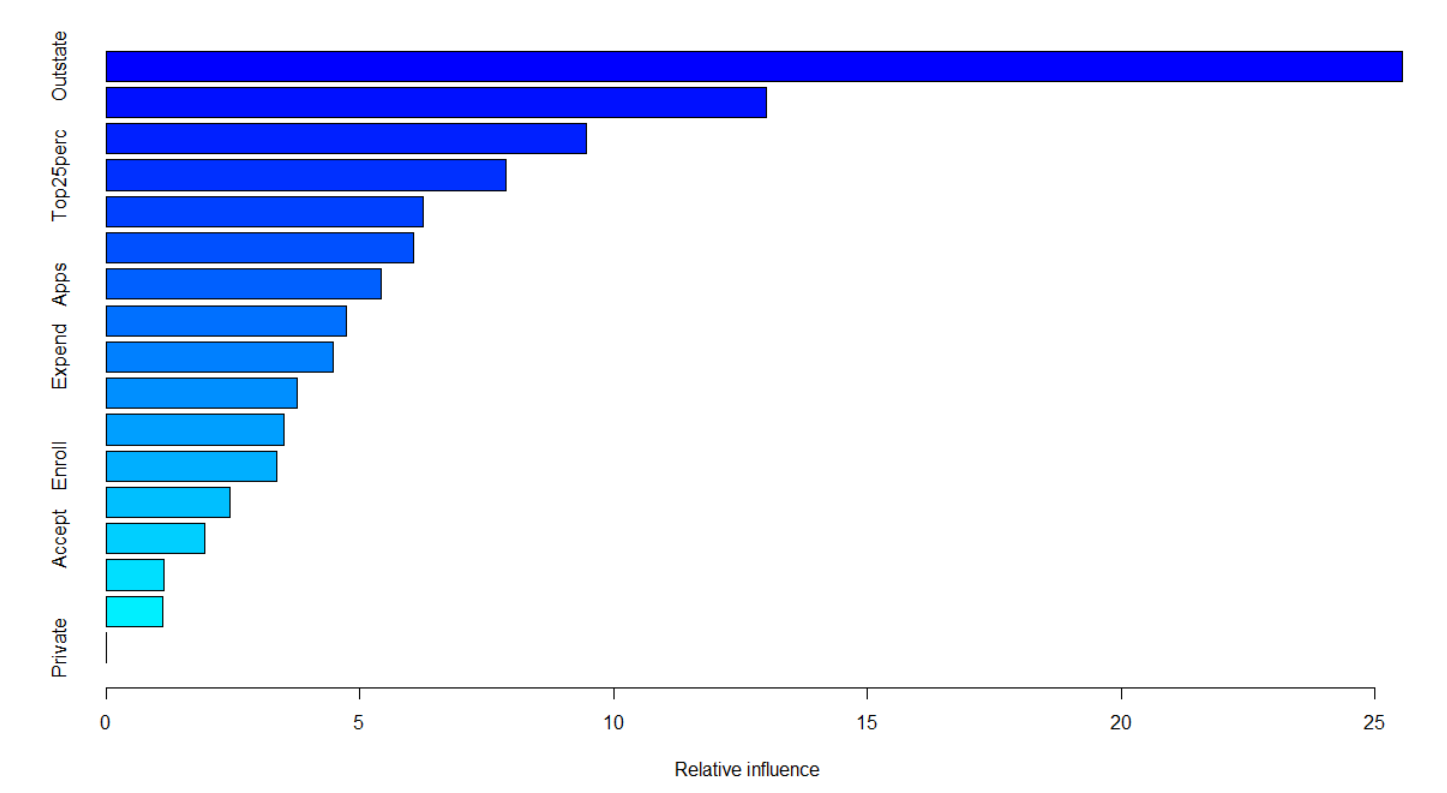 Outstate
Top25perc
Apps
Expend
Enroll
Accept
Private
0 5 10 15 20 25
Relative influence